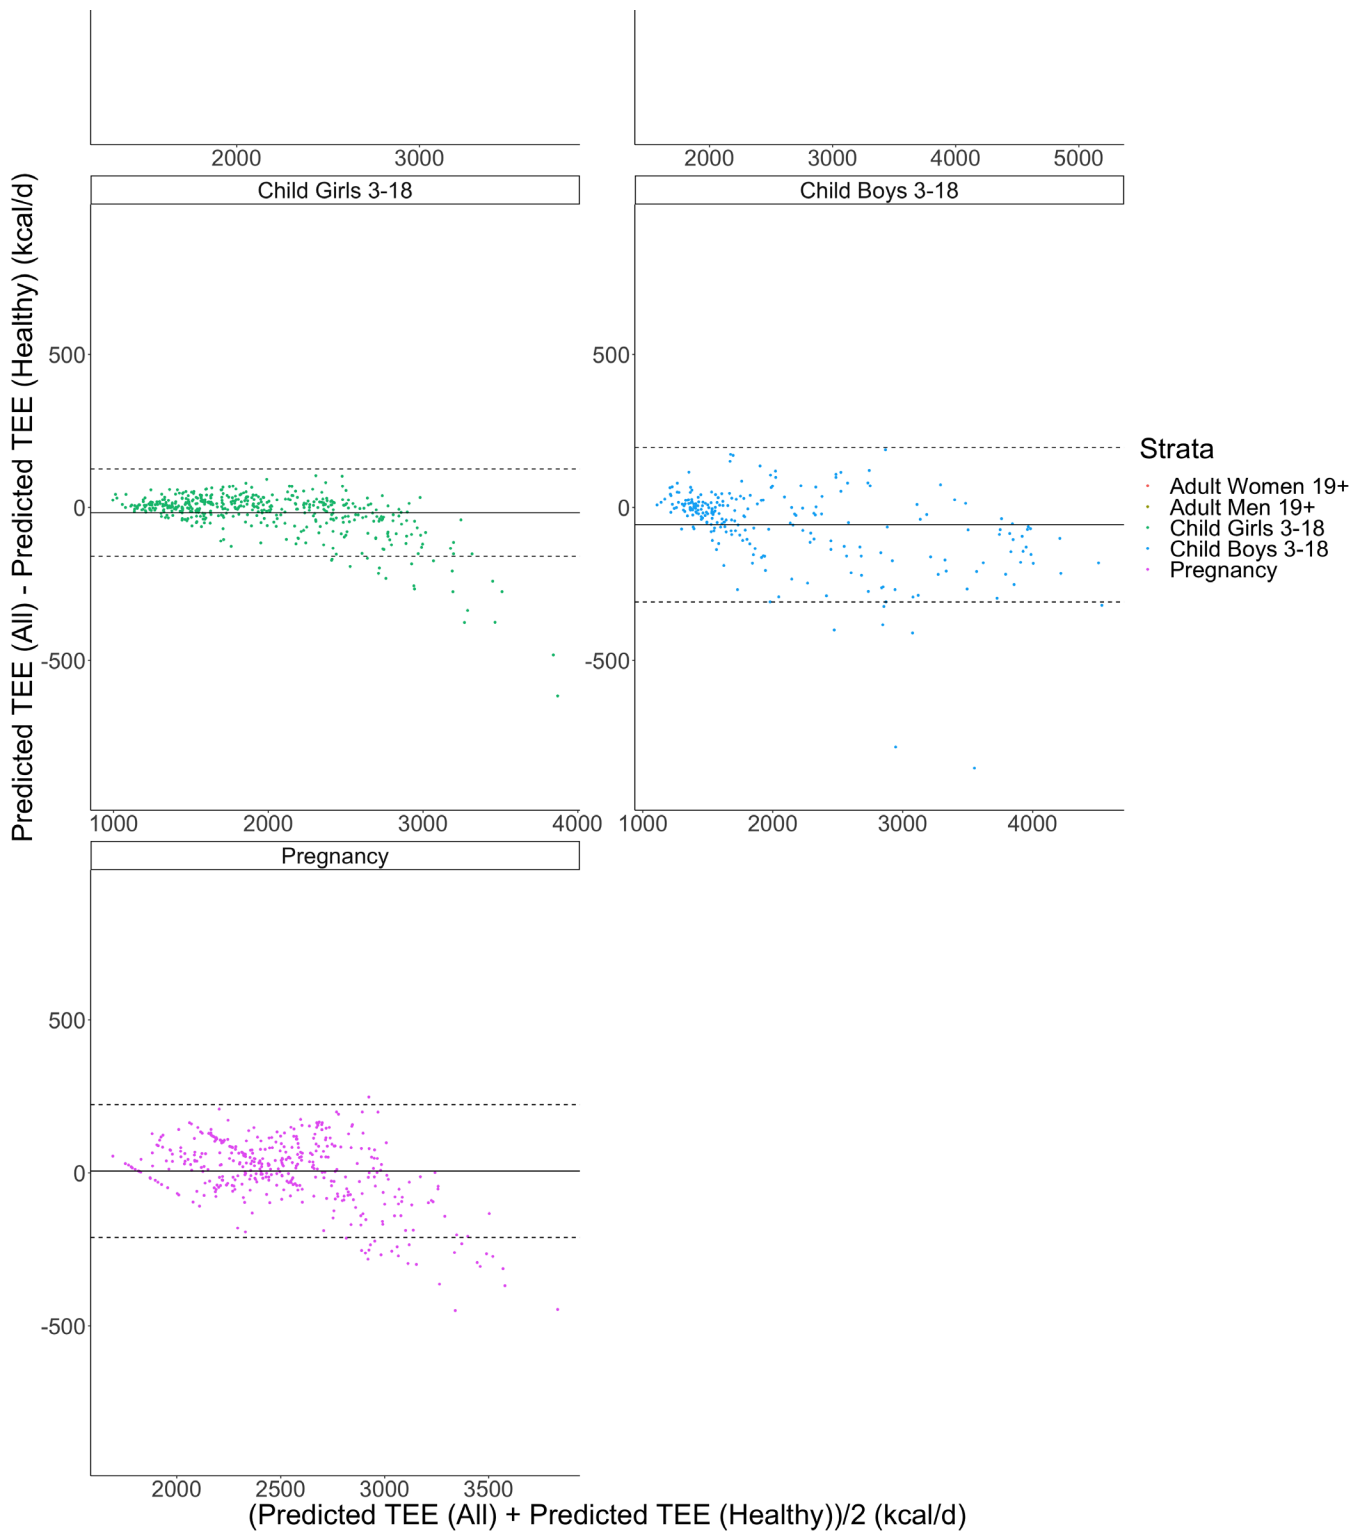 2000 3000
2000 3000 4000 5000
Child Girls 3-18
Child Boys 3-18
Predicted TEE (All) - Predicted TEE (Healthy) (kcal/d)
500
0
-500
1000 2000 3000 4000
500
0
-500
1000 2000 3000 4000
Strata
Adult Women 19+
Adult Men 19+
Child Girls 3-18
Child Boys 3-18
Pregnancy
Pregnancy
500
0
-500
2000 2500 3000 3500
(Predicted TEE (All) + Predicted TEE (Healthy))/2 (kcal/d)